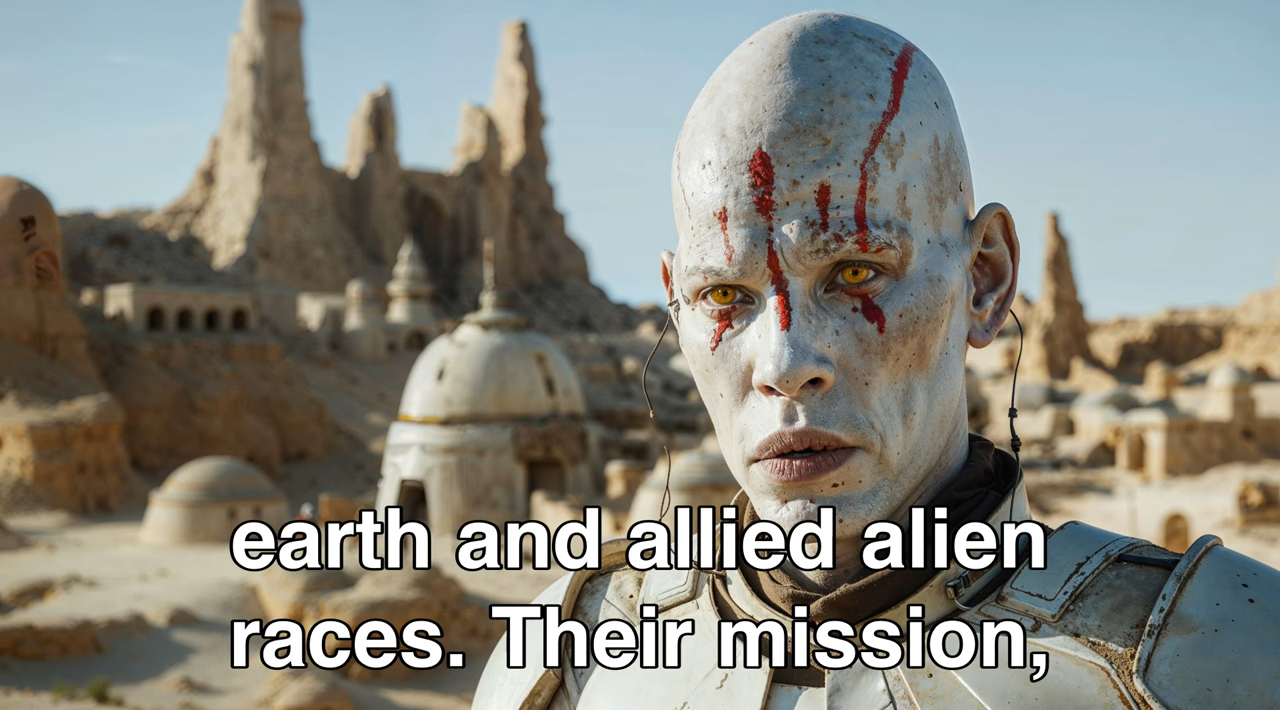 earth and allied alien
races. Their mission,